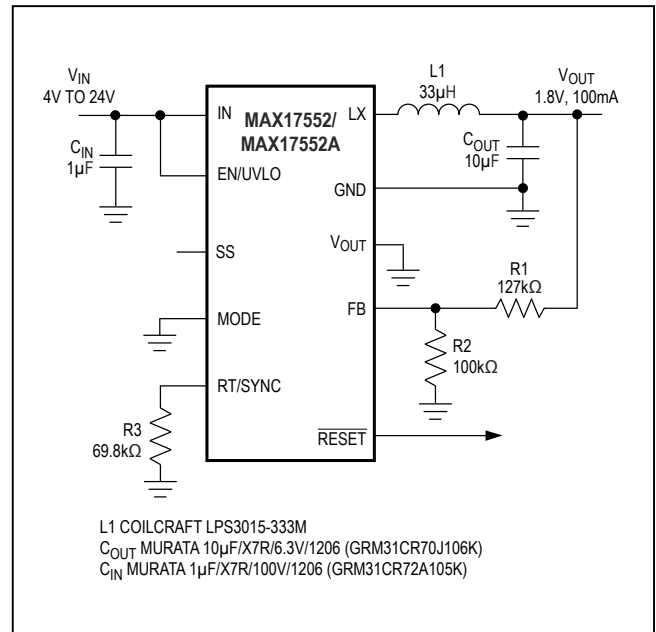 VIN
4V TO 24V
CIN
1µF
IN
EN/UVLO
SS
MODE
RT/SYNC
R3
69.8kΩ
MAX17552/
MAX17552A
LX
GND
VOUT
FB
RESET
L1
33µH
VOUT
1.8V, 100mA
COUT
10µF
R1
127kΩ
R2
100kΩ
L1 COILCRAFT LPS3015-333M
COUT MURATA 10µF/X7R/6.3V/1206 (GRM31CR70J106K)
CIN MURATA 1µF/X7R/100V/1206 (GRM31CR72A105K)